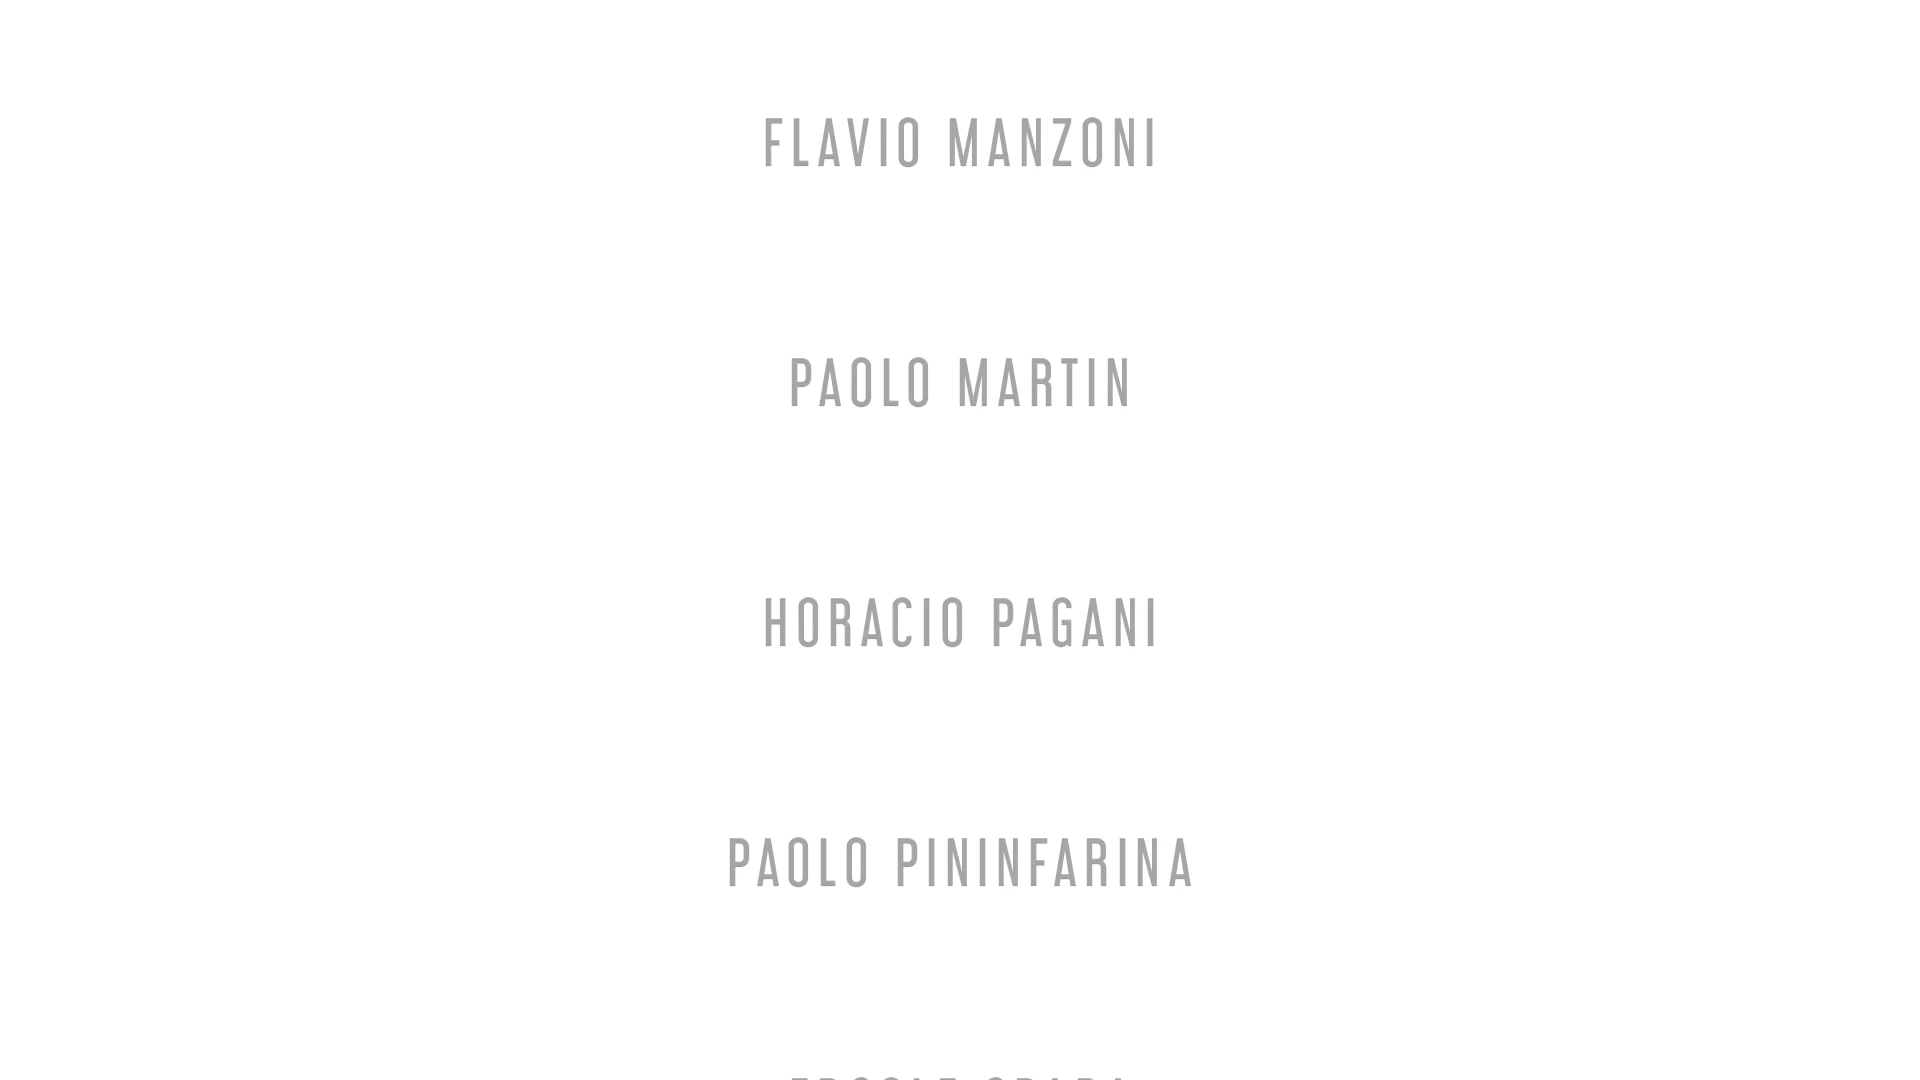 FLAVIO MANZONI
PAOLO MARTIN
HORACIO PAGANI
PAOLO PININFARINA